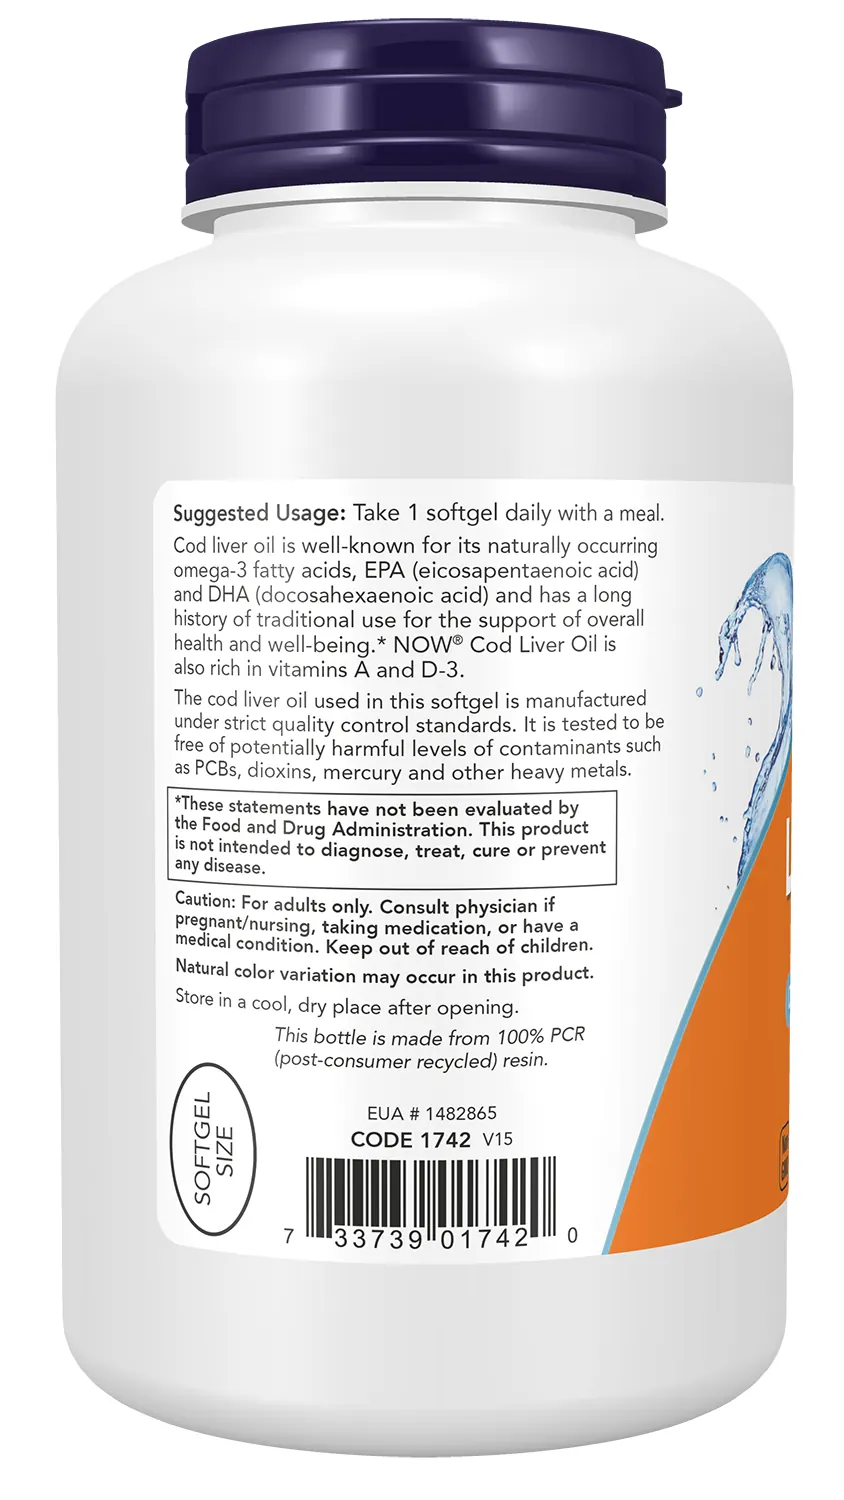 Suggested Usage: Take 1 softgel daily with a meal.
Cod liver oil is well-known for its naturally occurring
omega-3 fatty acids, EPA (eicosapentaenoic acid)
and DHA (docosahexaenoic acid) and has a long
history of traditional use for the support of overall
health and well-being.* NOW® Cod Liver Oil is
also rich in vitamins A and D-3.
The cod liver oil used in this softgel is manufactured
under strict quality control standards. It is tested to be
free of potentially harmful levels of contaminants such
as PCBs, dioxins, mercury and other heavy metals.
*These statements have not been evaluated by
the Food and Drug Administration. This product
is not intended to diagnose, treat, cure or prevent
any disease.
Caution: For adults only. Consult physician if
pregnant/nursing, taking medication, or have a
medical condition. Keep out of reach of children.
Natural color variation may occur in this product.
Store in a cool, dry place after opening.
This bottle is made from 100% PCR
(post-consumer recycled) resin.
SOFTGEL
SIZE
EUA # 1482865
CODE 1742 V15
7 33739 01742 0